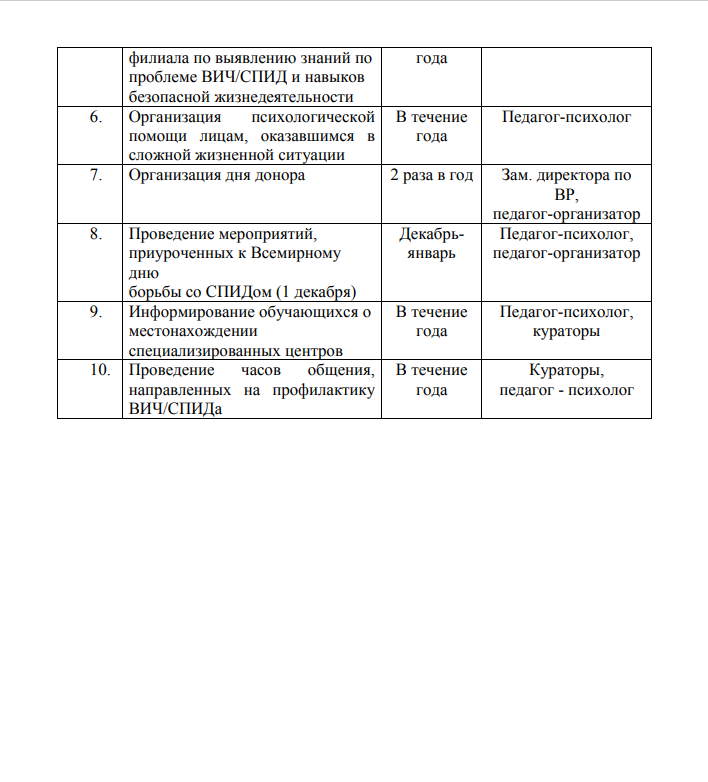 филиала по выявлению знаний по
проблеме ВИЧ/СПИД и навыков
безопасной жизнедеятельности
года
6.
Организация психологической
помощи лицам, оказавшимся в
сложной жизненной ситуации
В течение
года
Педагог-психолог
7.
Организация дня донора
2 раза в год
Зам. директора по
ВР,
педагог-организатор
8.
Проведение мероприятий,
приуроченных к Всемирному
дню
борьбы со СПИДом (1 декабря)
Декабрь-
январь
Педагог-психолог,
педагог-организатор
9.
Информирование обучающихся о
местонахождении
специализированных центров
В течение
года
Педагог-психолог,
кураторы
10.
Проведение часов общения,
направленных на профилактику
ВИЧ/СПИДа
В течение
года
Кураторы,
педагог - психолог